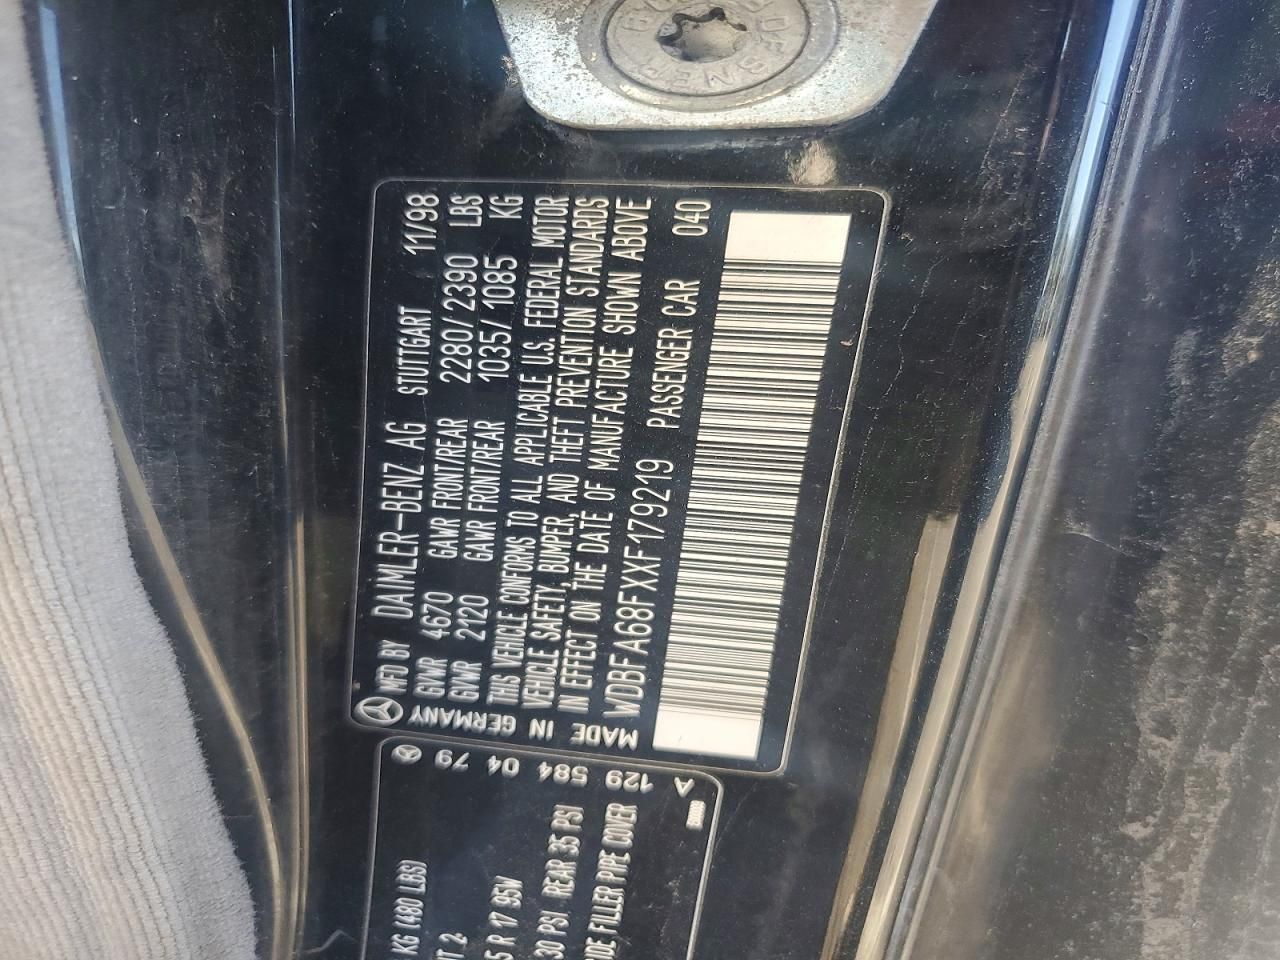 MFD BY DAIMLER-BENZ AG STUTTGART 11/98
GVWR 4670 GAWR FRONT/REAR 2280/2390 LBS
GVWR 2120 GAWR FRONT/REAR 1035/1085 KG
THIS VEHICLE CONFORMS TO ALL APPLICABLE U.S. FEDERAL MOTOR
VEHICLE SAFETY, BUMPER, AND THEFT PREVENTION STANDARDS
IN EFFECT ON THE DATE OF MANUFACTURE SHOWN ABOVE
WDBFA68FXXF179219 PASSENGER CAR 040
MADE IN GERMANY
A 129 584 04 79
KG (480 LBS)
R 17 95W
30 PSI REAR 35 PSI
FILLER PIPE COVER